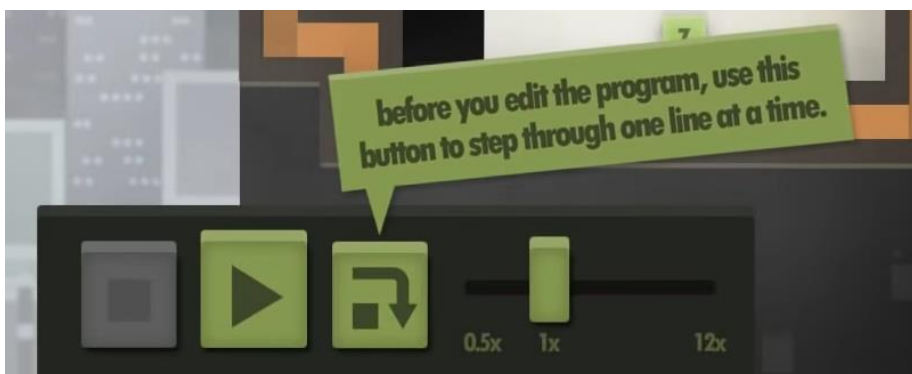 7
before you edit the program, use this
button to step through one line at a time.
0.5x 1x 12x